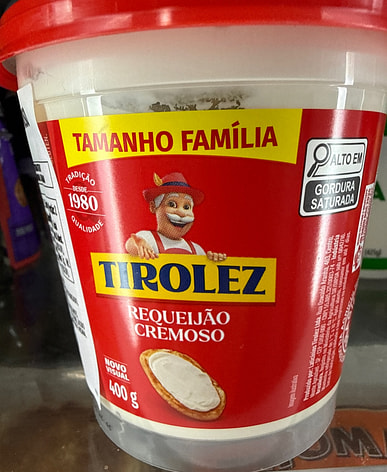 TAMANHO FAMÍLIA
TRADIÇÃO
DESDE
1980
QUALIDADE
ALTO EM
GORDURA
SATURADA
TIROLEZ
REQUEIJÃO
CREMOSO
NOVO
VISUAL
400 g